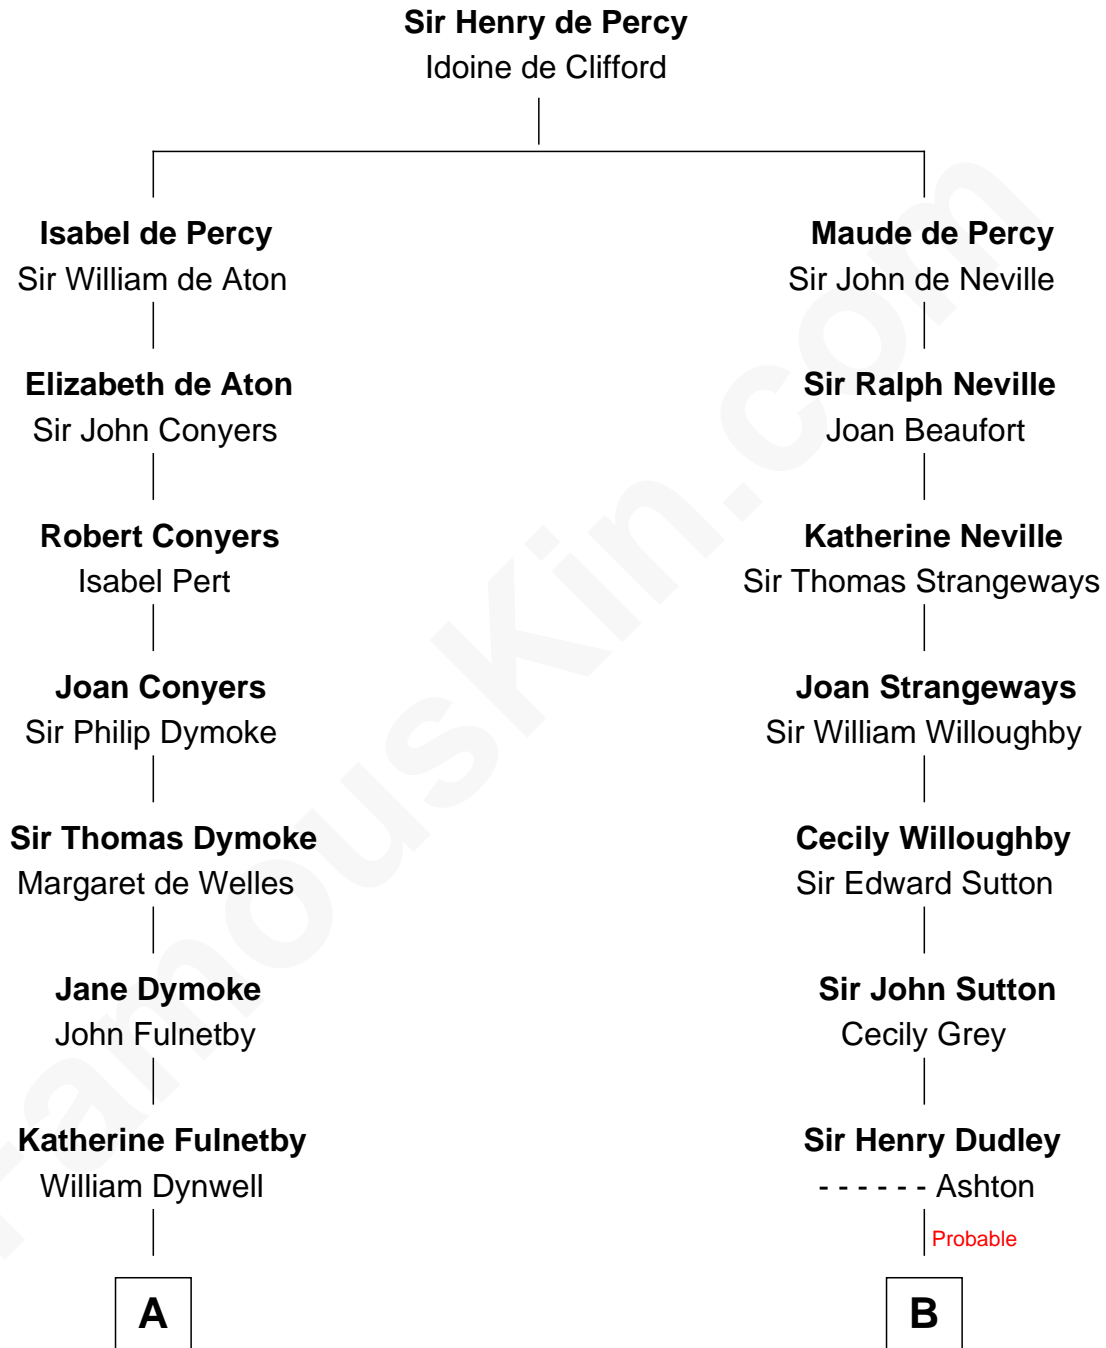 Sir Henry de Percy
Idoine de Clifford
Isabel de Percy
Sir William de Aton
Elizabeth de Aton
Sir John Conyers
Robert Conyers
Isabel Pert
Joan Conyers
Sir Philip Dymoke
Sir Thomas Dymoke
Margaret de Welles
Jane Dymoke
John Fulnetby
Katherine Fulnetby
William Dynwell
A
Maude de Percy
Sir John de Neville
Sir Ralph Neville
Joan Beaufort
Katherine Neville
Sir Thomas Strangeways
Joan Strangeways
Sir William Willoughby
Cecily Willoughby
Sir Edward Sutton
Sir John Sutton
Cecily Grey
Sir Henry Dudley
- - - - - - Ashton
Probable
B
FamousKin.com